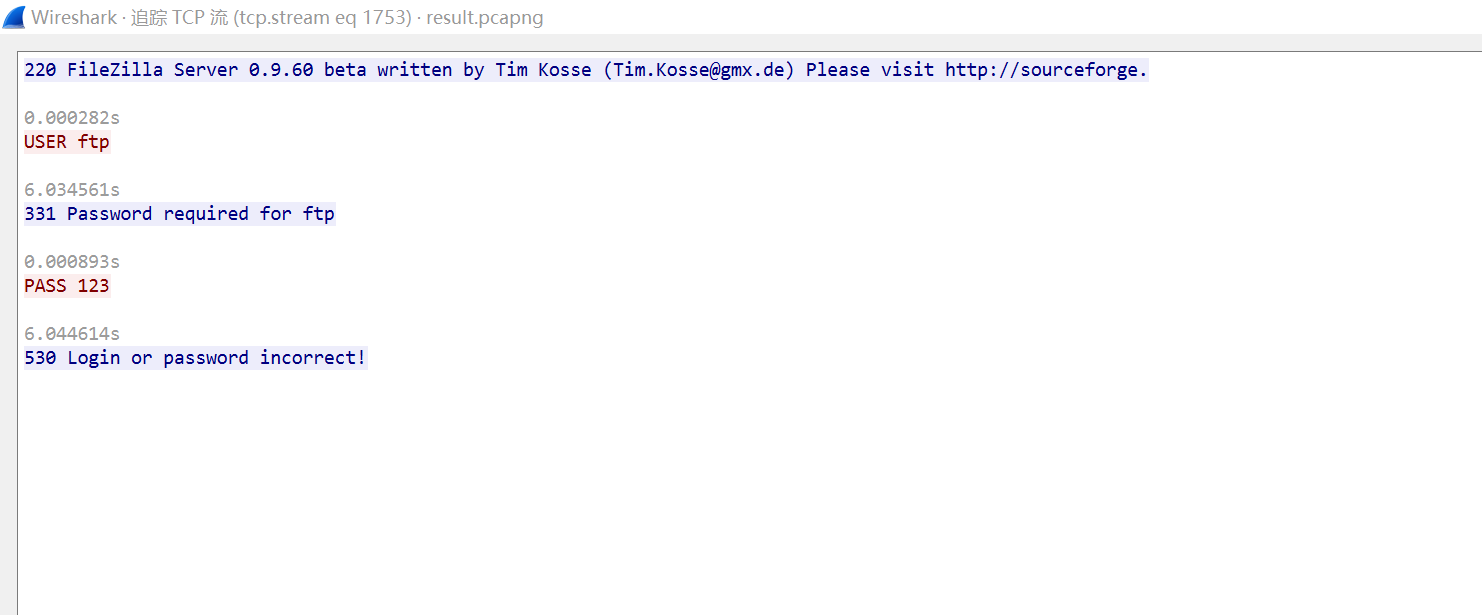 Wireshark · 追踪 TCP 流 (tcp.stream eq 1753) · result.pcapng
220 FileZilla Server 0.9.60 beta written by Tim Kosse (Tim.Kosse@gmx.de) Please visit http://sourceforge.
0.000282s
USER ftp
6.034561s
331 Password required for ftp
0.000893s
PASS 123
6.044614s
530 Login or password incorrect!